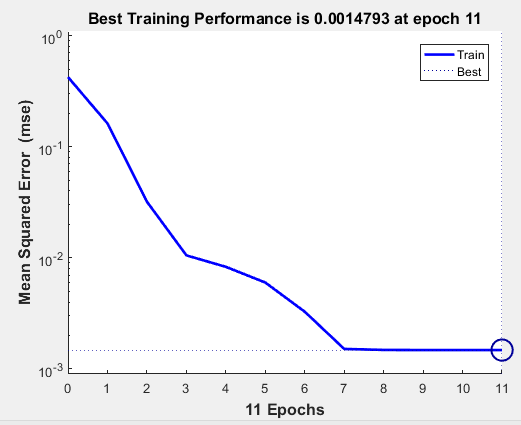 Best Training Performance is 0.0014793 at epoch 11
Train
Best
Mean Squared Error (mse)
10^0
10^-1
10^-2
10^-3
0 1 2 3 4 5 6 7 8 9 10 11
11 Epochs